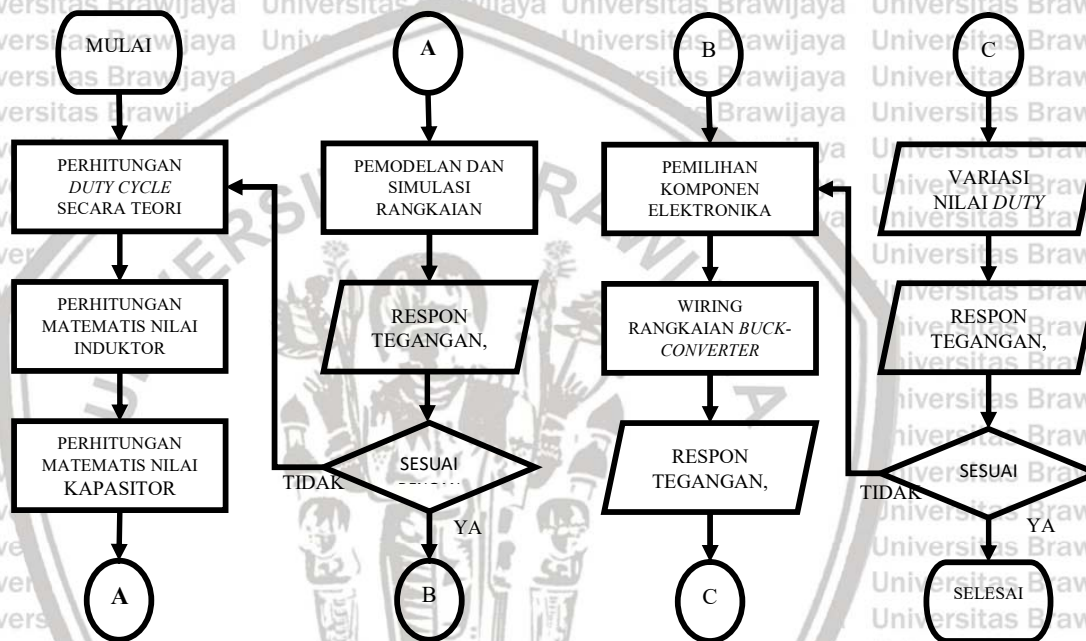 MULAI
PERHITUNGAN
DUTY CYCLE
SECARA TEORI
PERHITUNGAN
MATEMATIS NILAI
INDUKTOR
PERHITUNGAN
MATEMATIS NILAI
KAPASITOR
A
A
PEMODELAN DAN
SIMULASI
RANGKAIAN
RESPON
TEGANGAN,
SESUAI
TIDAK
YA
B
B
PEMILIHAN
KOMPONEN
ELEKTRONIKA
WIRING
RANGKAIAN BUCK-
CONVERTER
RESPON
TEGANGAN,
C
C
VARIASI
NILAI DUTY
RESPON
TEGANGAN,
SESUAI
TIDAK
YA
SELESAI